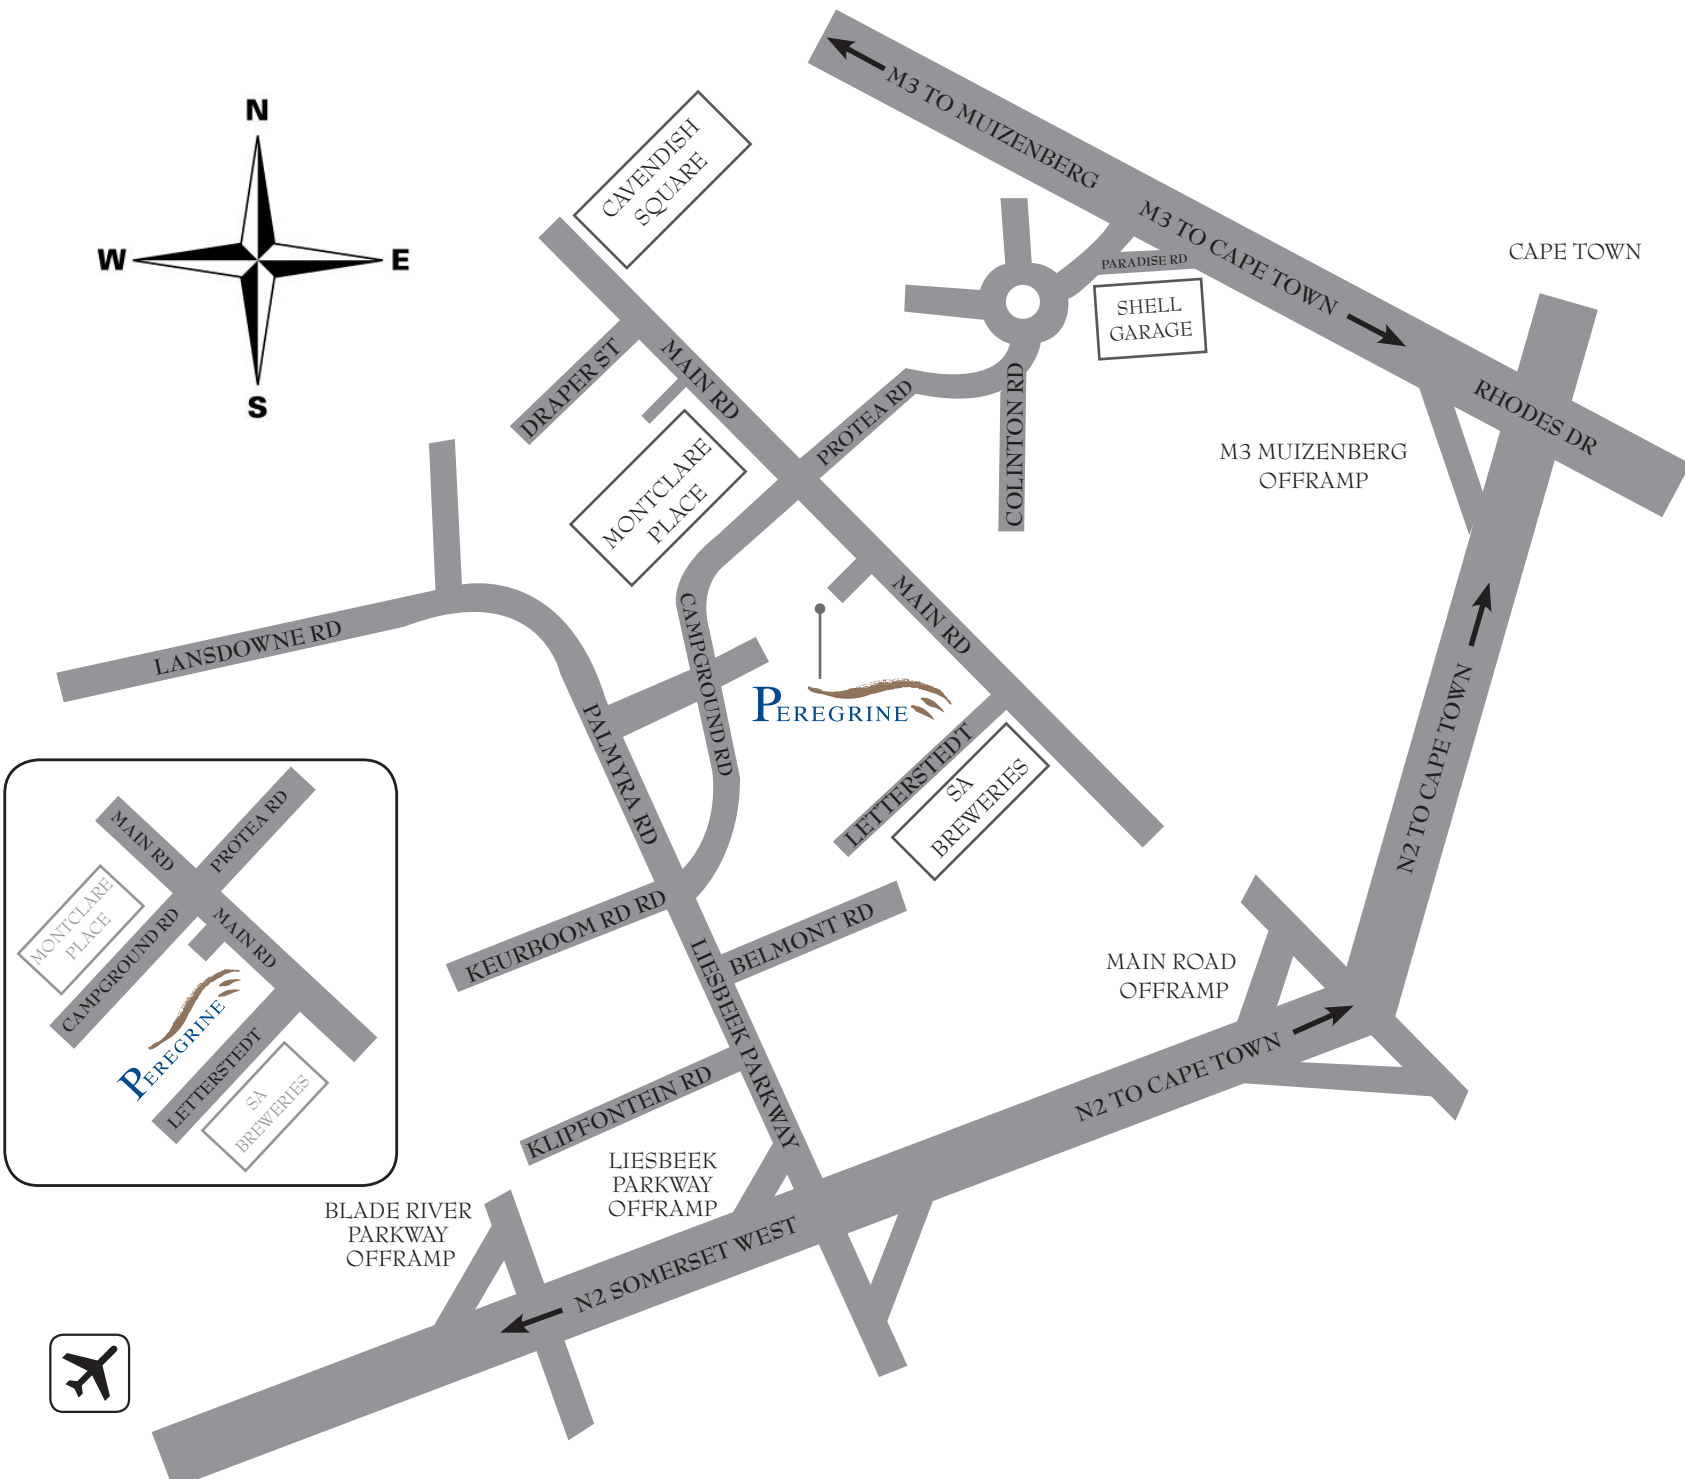 N
W
E
S
M3 TO MUIZENBERG
M3 TO CAPE TOWN
RHODES DR
CAPE TOWN
CAVENDISH
SQUARE
PARADISE RD
SHELL
GARAGE
DRAPER ST
MAIN RD
PROTEA RD
COLINTON RD
M3 MUIZENBERG
OFFRAMP
MONTCLARE
PLACE
LANSDOWNE RD
CAMPGROUND RD
MAIN RD
PEREGRINE
PALMYRA RD
LETTERSTEDT
SA
BREWERIES
N2 TO CAPE TOWN
KEURBOOM RD RD
BELMONT RD
LIESBEEK PARKWAY
MAIN ROAD
OFFRAMP
N2 TO CAPE TOWN
KLIPFONTEIN RD
LIESBEEK
PARKWAY
OFFRAMP
BLADE RIVER
PARKWAY
OFFRAMP
N2 SOMERSET WEST
MAIN RD
PROTEA RD
MONTCLARE
PLACE
CAMPGROUND RD
MAIN RD
PEREGRINE
LETTERSTEDT
SA
BREWERIES